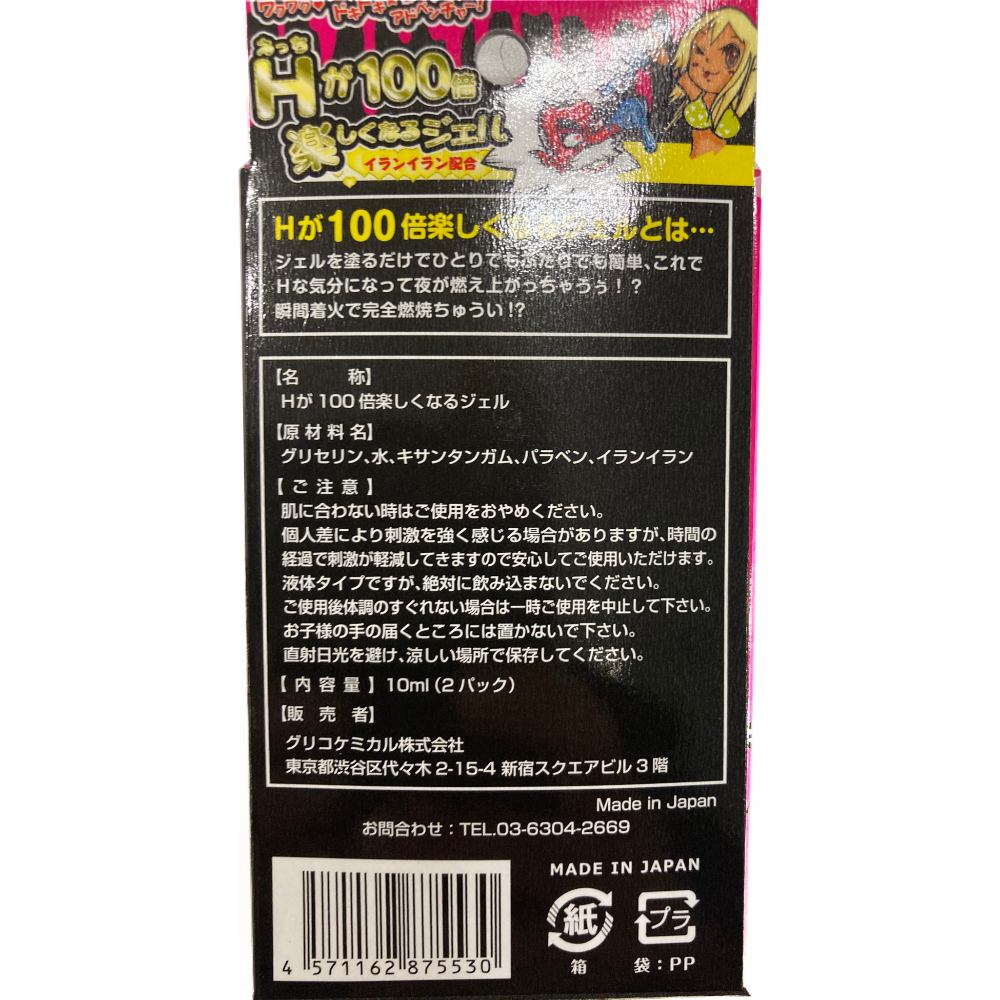 ワクワク♥ドキドキ アドベンチャー!
えっち
Hが100倍
楽しくなるジェル
イランイラン配合
Hが100倍楽しくなるジェルとは…
ジェルを塗るだけでひとりでもふたりでも簡単、これで
Hな気分になって夜が燃え上がっちゃうぅ!?
瞬間着火で完全燃焼ちゅうい!?
【名 称】
Hが100倍楽しくなるジェル
【原材料名】
グリセリン、水、キサンタンガム、パラベン、イランイラン
【ご注意】
肌に合わない時はご使用をおやめください。
個人差により刺激を強く感じる場合がありますが、時間の
経過で刺激が軽減してきますので安心してご使用いただけます。
液体タイプですが、絶対に飲み込まないでください。
ご使用後体調のすぐれない場合は一時ご使用を中止して下さい。
お子様の手の届くところには置かないで下さい。
直射日光を避け、涼しい場所で保存してください。
【内容量】10ml(2パック)
【販売者】
グリコケミカル株式会社
東京都渋谷区代々木2-15-4 新宿スクエアビル3階
Made in Japan
お問合わせ:TEL.03-6304-2669
MADE IN JAPAN
紙
箱
プラ
袋:PP
4 571162 875530